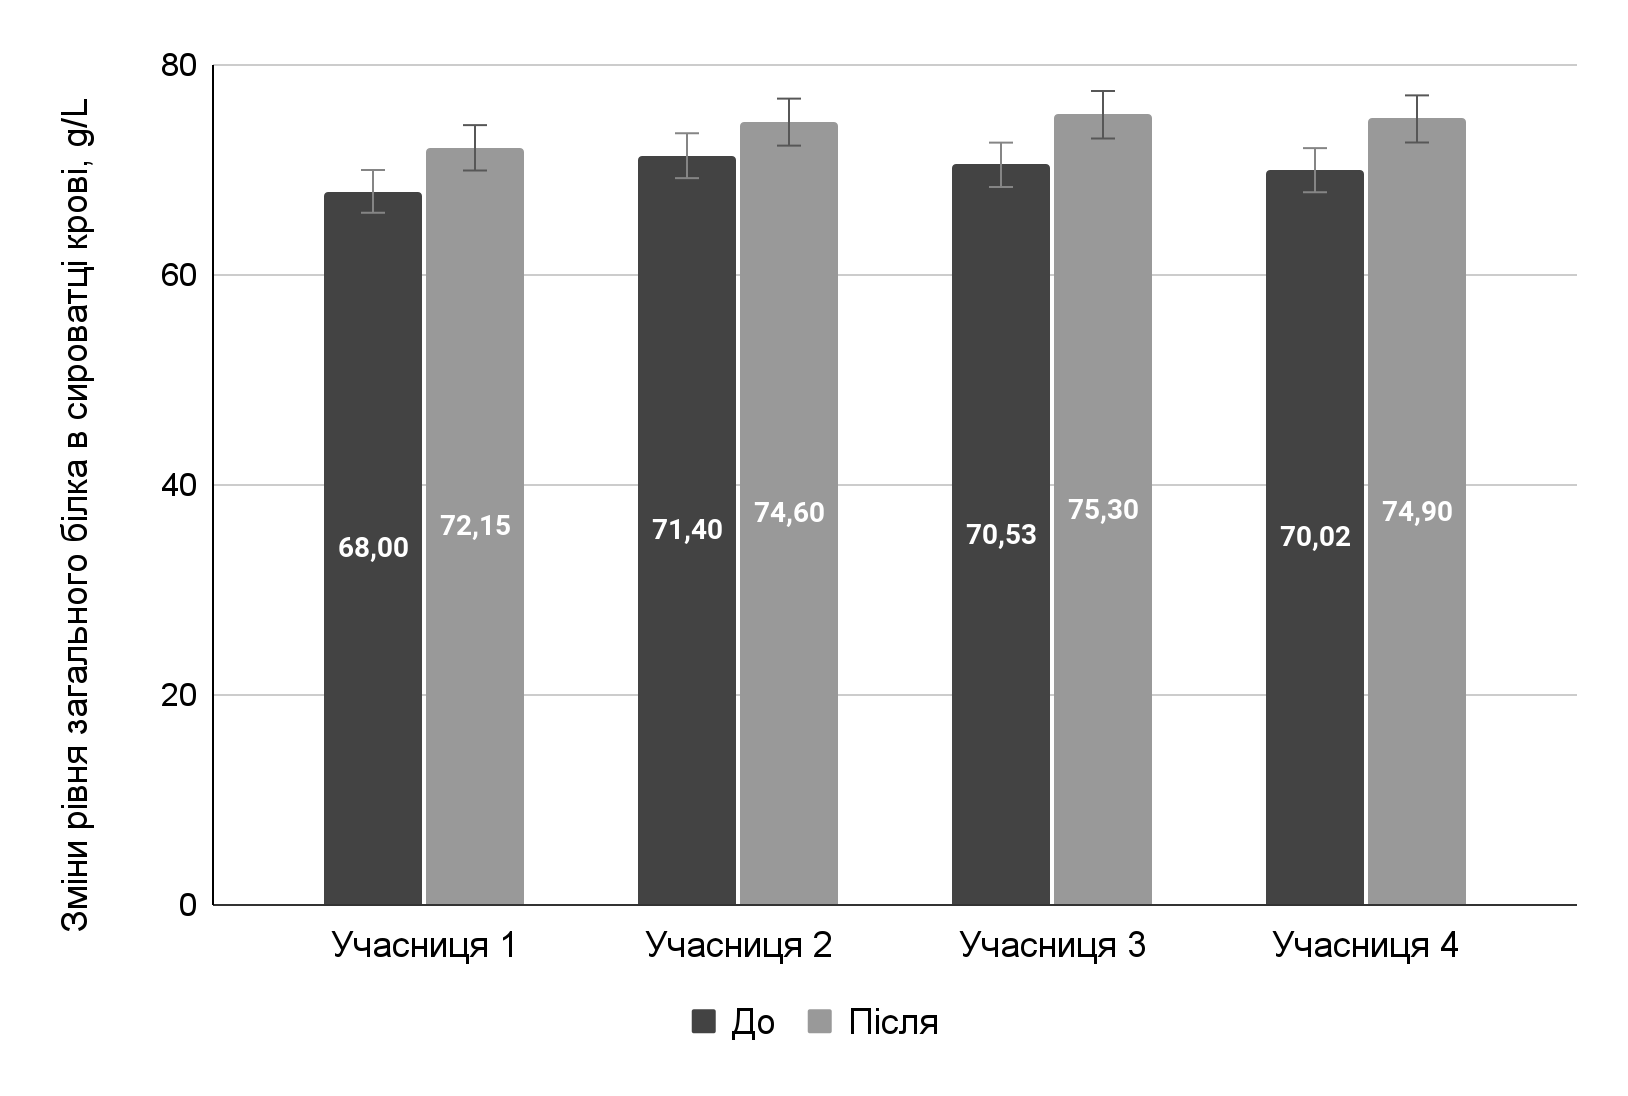 Зміни рівня загального білка в сироватці крові, g/L
80
60
40
20
0
68,00
72,15
71,40
74,60
70,53
75,30
70,02
74,90
Учасниця 1
Учасниця 2
Учасниця 3
Учасниця 4
До
Після